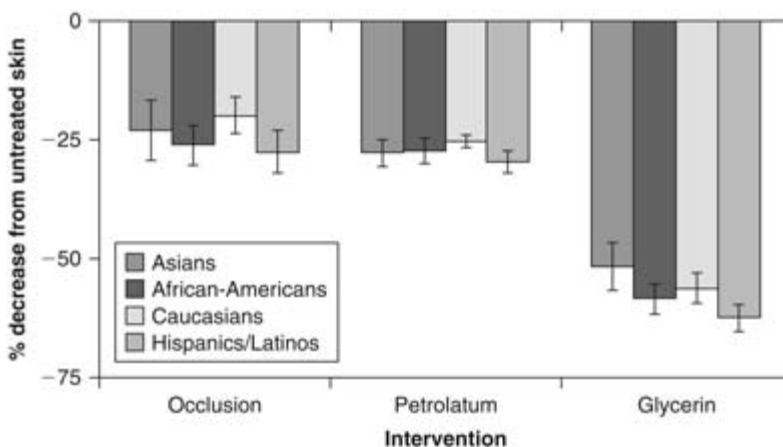 % decrease from untreated skin
0
−25
−50
−75
Asians
African-Americans
Caucasians
Hispanics/Latinos
Occlusion Petrolatum Glycerin
Intervention